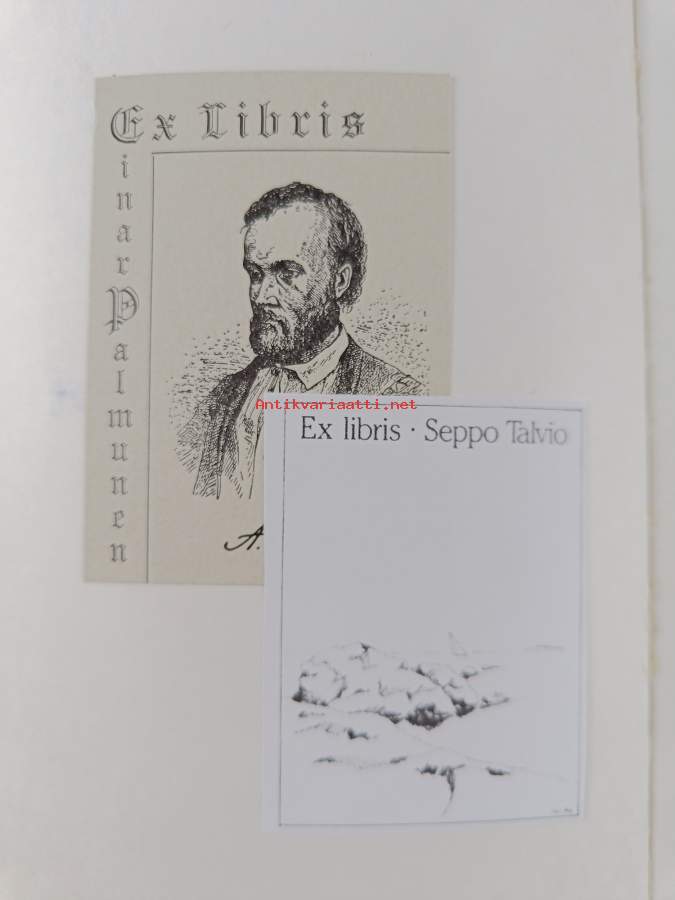 Ex Libris
Einar Palmunen
Antikvariaatti.net
Ex libris · Seppo Talvio
A.